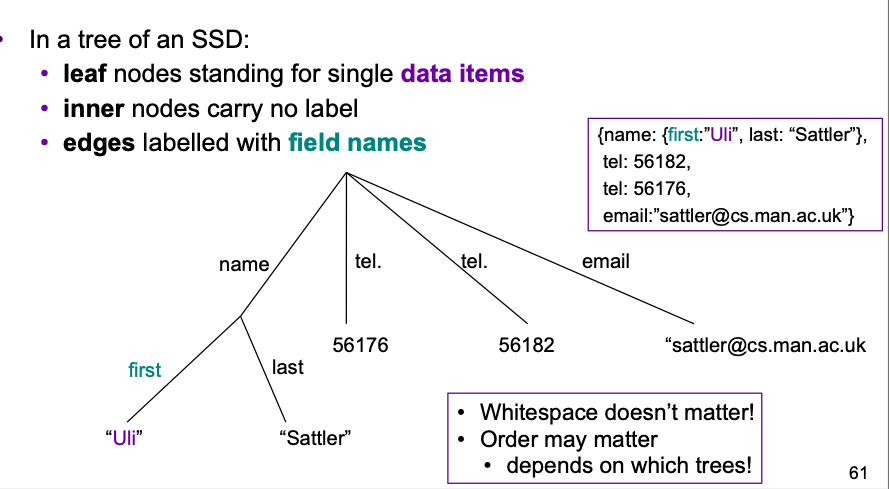 • In a tree of an SSD:
• leaf nodes standing for single data items
• inner nodes carry no label
• edges labelled with field names
{name: {first:”Uli”, last: “Sattler”},
tel: 56182,
tel: 56176,
email:”sattler@cs.man.ac.uk”}
name
tel.
tel.
email
56176
56182
“sattler@cs.man.ac.uk
first
last
“Uli”
“Sattler”
• Whitespace doesn’t matter!
• Order may matter
• depends on which trees!
61